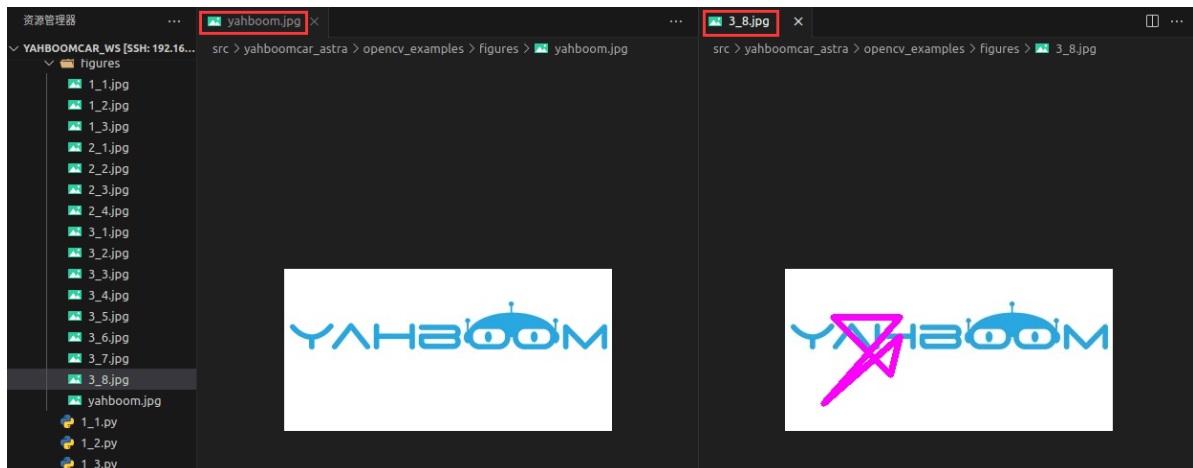 资源管理器
YAHBOOMCAR_WS [SSH: 192.16...
figures
1_1.jpg
1_2.jpg
1_3.jpg
2_1.jpg
2_2.jpg
2_3.jpg
2_4.jpg
3_1.jpg
3_2.jpg
3_3.jpg
3_4.jpg
3_5.jpg
3_6.jpg
3_7.jpg
3_8.jpg
yahboom.jpg
1_1.py
1_2.py
1_3.py
yahboom.jpg
src > yahboomcar_astra > opencv_examples > figures > yahboom.jpg
YAHBOOM
3_8.jpg
src > yahboomcar_astra > opencv_examples > figures > 3_8.jpg
YAHBOOM